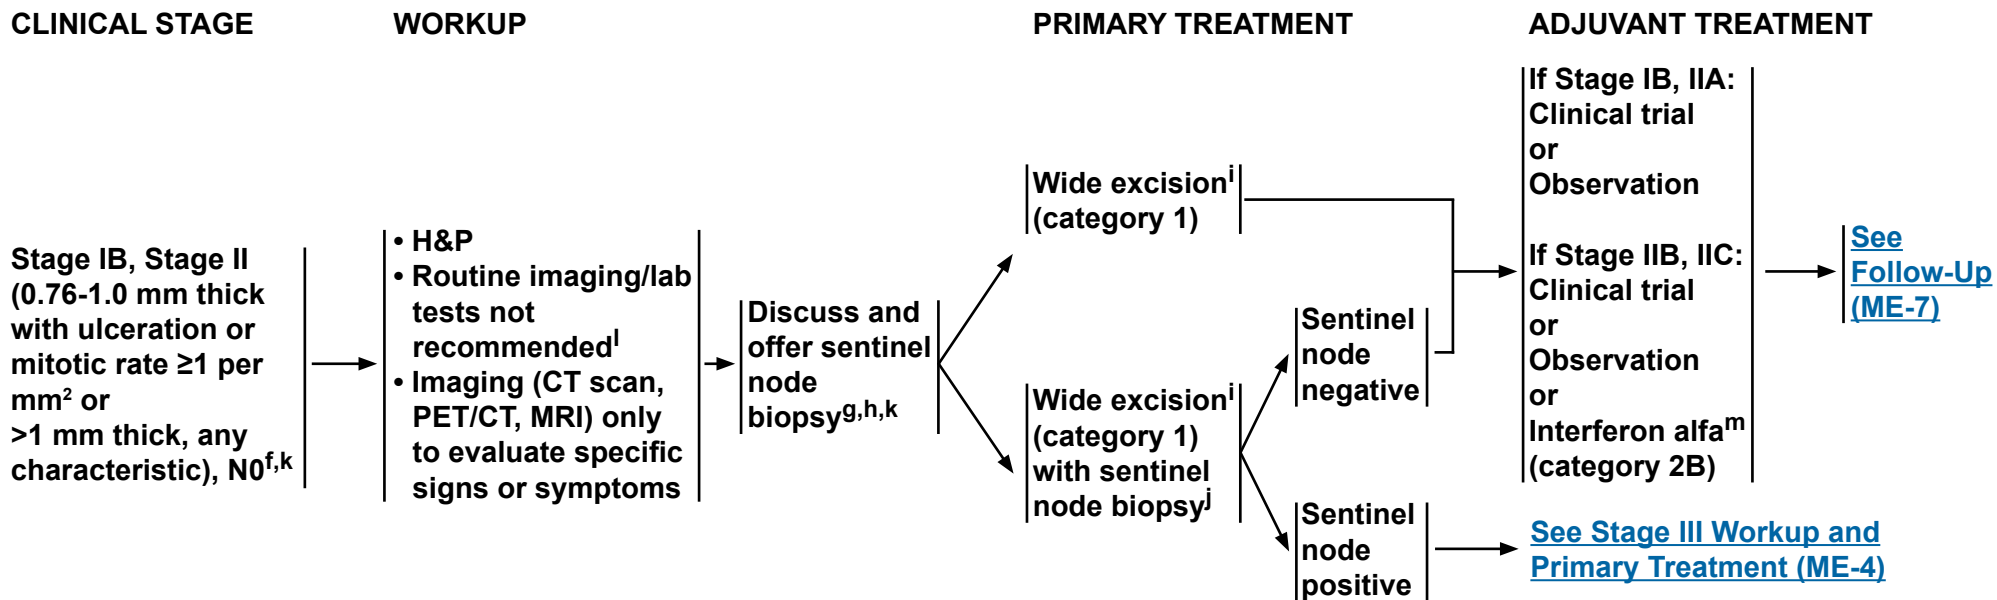 CLINICAL STAGE
WORKUP
PRIMARY TREATMENT
ADJUVANT TREATMENT
Stage IB, Stage II
(0.76-1.0 mm thick
with ulceration or
mitotic rate ≥1 per
mm² or
>1 mm thick, any
characteristic), N0f,k
• H&P
• Routine imaging/lab
tests not
recommendedl
• Imaging (CT scan,
PET/CT, MRI) only
to evaluate specific
signs or symptoms
Discuss and
offer sentinel
node
biopsyg,h,k
Wide excisioni
(category 1)
Wide excisioni
(category 1)
with sentinel
node biopsyj
Sentinel
node
negative
Sentinel
node
positive
If Stage IB, IIA:
Clinical trial
or
Observation
If Stage IIB, IIC:
Clinical trial
or
Observation
or
Interferon alfam
(category 2B)
See Stage III Workup and
Primary Treatment (ME-4)
See
Follow-Up
(ME-7)